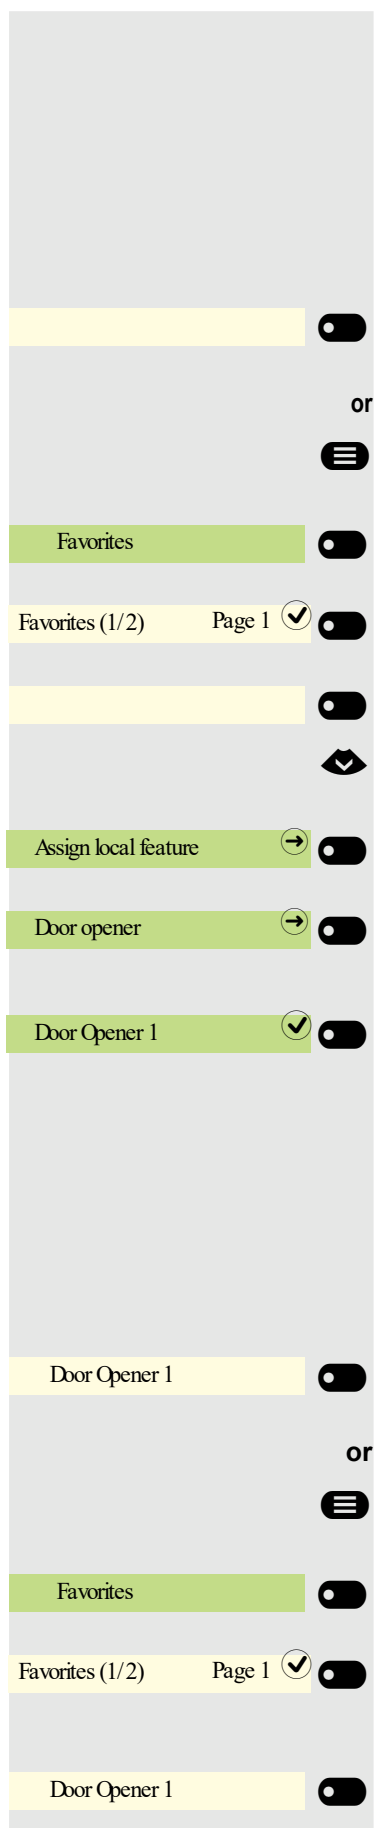 or
Favorites
Favorites (1/2) Page 1
Assign local feature
Door opener
Door Opener 1
Door Opener 1
or
Favorites
Favorites (1/2) Page 1
Door Opener 1